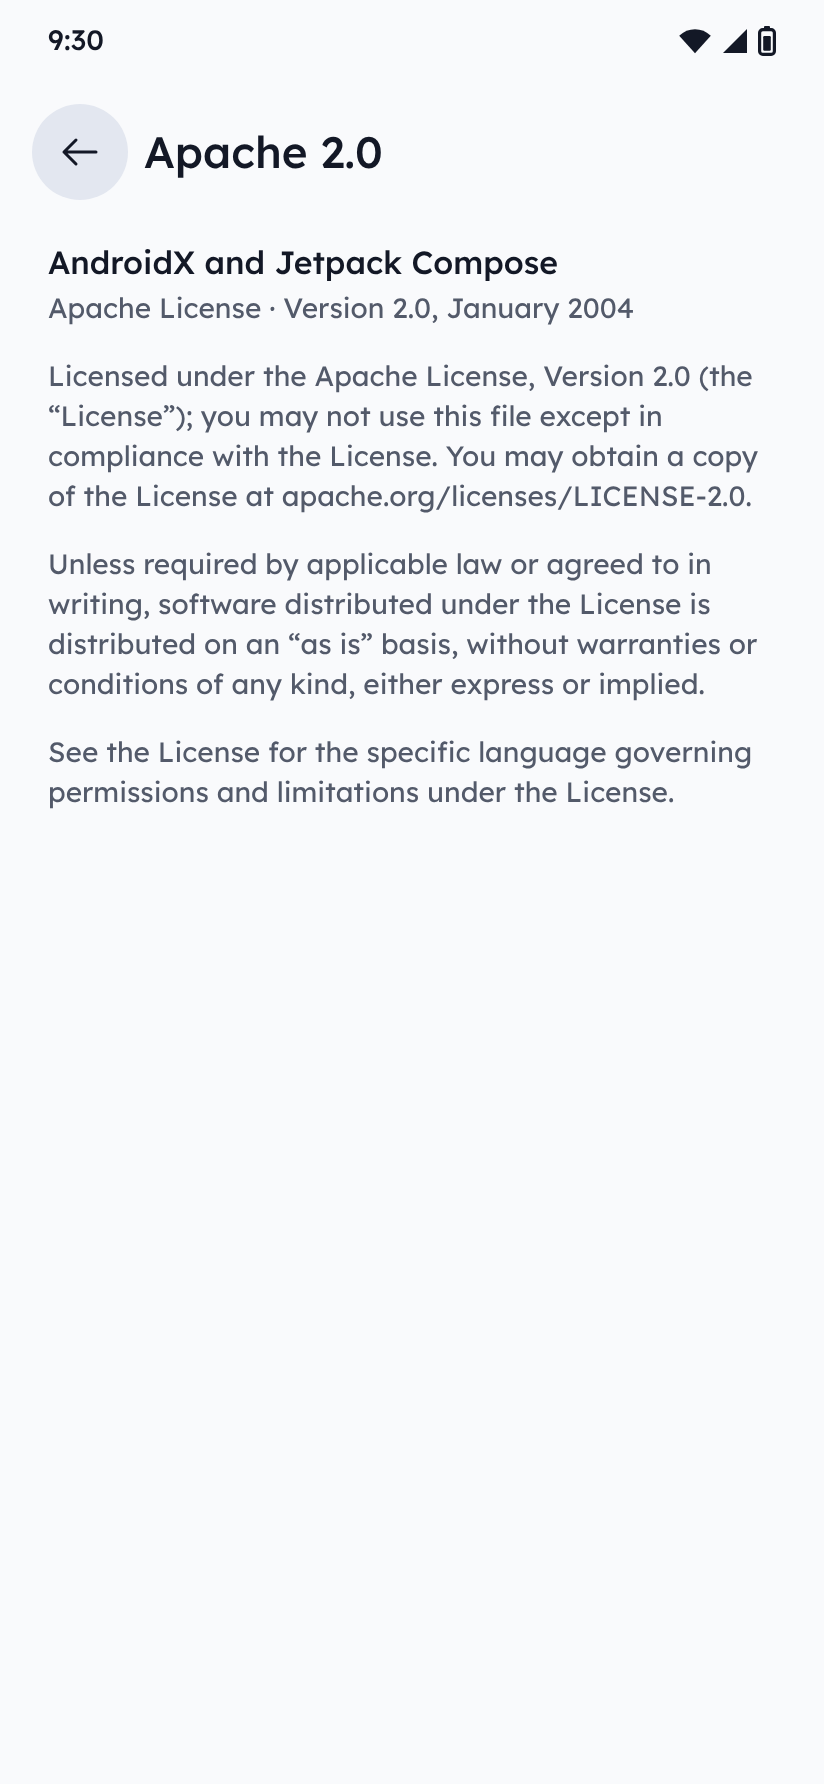 9:30
Apache 2.0
AndroidX and Jetpack Compose
Apache License · Version 2.0, January 2004
Licensed under the Apache License, Version 2.0 (the
“License”); you may not use this file except in
compliance with the License. You may obtain a copy
of the License at apache.org/licenses/LICENSE-2.0.
Unless required by applicable law or agreed to in
writing, software distributed under the License is
distributed on an “as is” basis, without warranties or
conditions of any kind, either express or implied.
See the License for the specific language governing
permissions and limitations under the License.